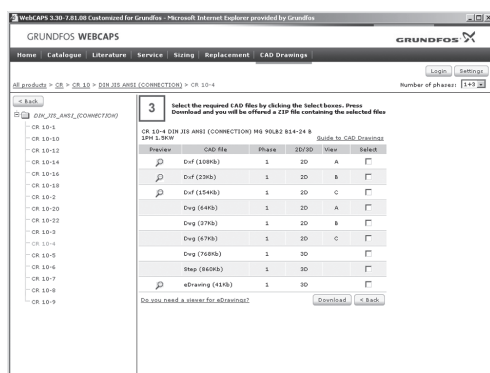 WebCAPS 3.30-7.81.08 Customized for Grundfos - Microsoft Internet Explorer provided by Grundfos
GRUNDFOS WEBCAPS
GRUNDFOS
Home Catalogue Literature Service Sizing Replacement CAD Drawings
Login Settings
All products > CR > CR 10 > DIN JIS ANSI (CONNECTION) > CR 10-4
Number of phases: 1+3
< Back
DIN_JIS_ANSI_(CONNECTION)
CR 10-1
CR 10-10
CR 10-12
CR 10-14
CR 10-16
CR 10-18
CR 10-2
CR 10-20
CR 10-22
CR 10-3
CR 10-4
CR 10-5
CR 10-6
CR 10-7
CR 10-8
CR 10-9
3
Select the required CAD files by clicking the Select boxes. Press
Download and you will be offered a ZIP file containing the selected files
CR 10-4 DIN JIS ANSI (CONNECTION) MG 90LB2 B14-24 B
1PH 1.5KW
Guide to CAD Drawings
Preview CAD file Phase 2D/3D View Select
Dxf (108Kb) 1 2D A
Dxf (23Kb) 1 2D B
Dxf (154Kb) 1 2D C
Dwg (64Kb) 1 2D A
Dwg (37Kb) 1 2D B
Dwg (67Kb) 1 2D C
Dwg (768Kb) 1 3D
Step (860Kb) 1 3D
eDrawing (41Kb) 1 3D
Do you need a viewer for eDrawings?
Download < Back